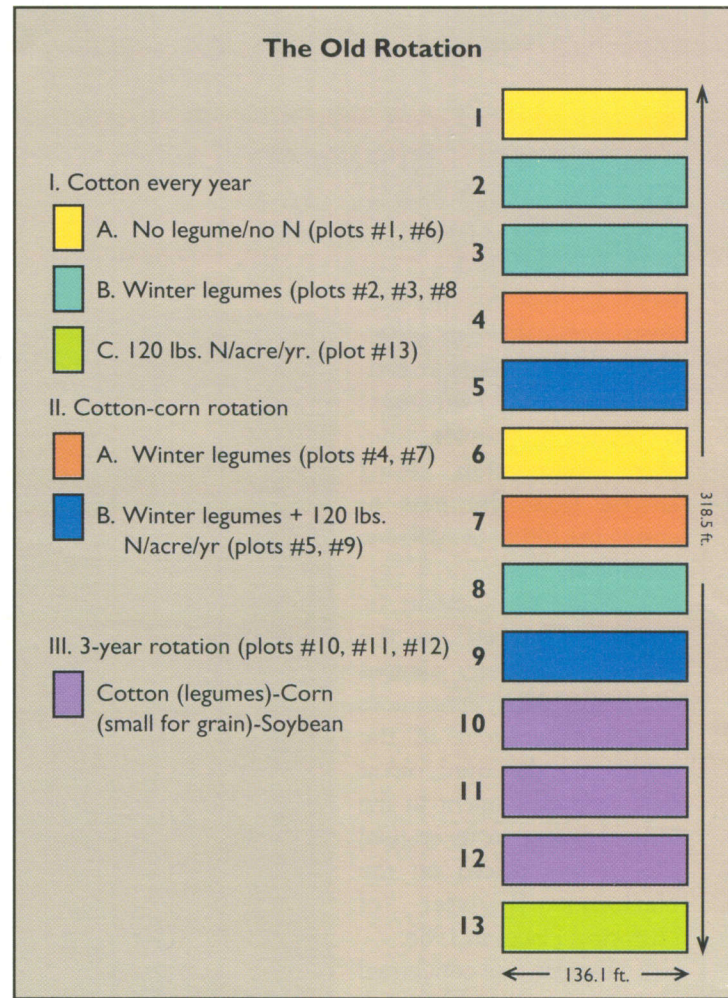 The Old Rotation
I. Cotton every year
A. No legume/no N (plots #1, #6)
B. Winter legumes (plots #2, #3, #8
C. 120 lbs. N/acre/yr. (plot #13)
II. Cotton-corn rotation
A. Winter legumes (plots #4, #7)
B. Winter legumes + 120 lbs.
N/acre/yr (plots #5, #9)
III. 3-year rotation (plots #10, #11, #12)
Cotton (legumes)-Corn
(small for grain)-Soybean
1
2
3
4
5
6
7
8
9
10
11
12
13
318.5 ft.
136.1 ft.